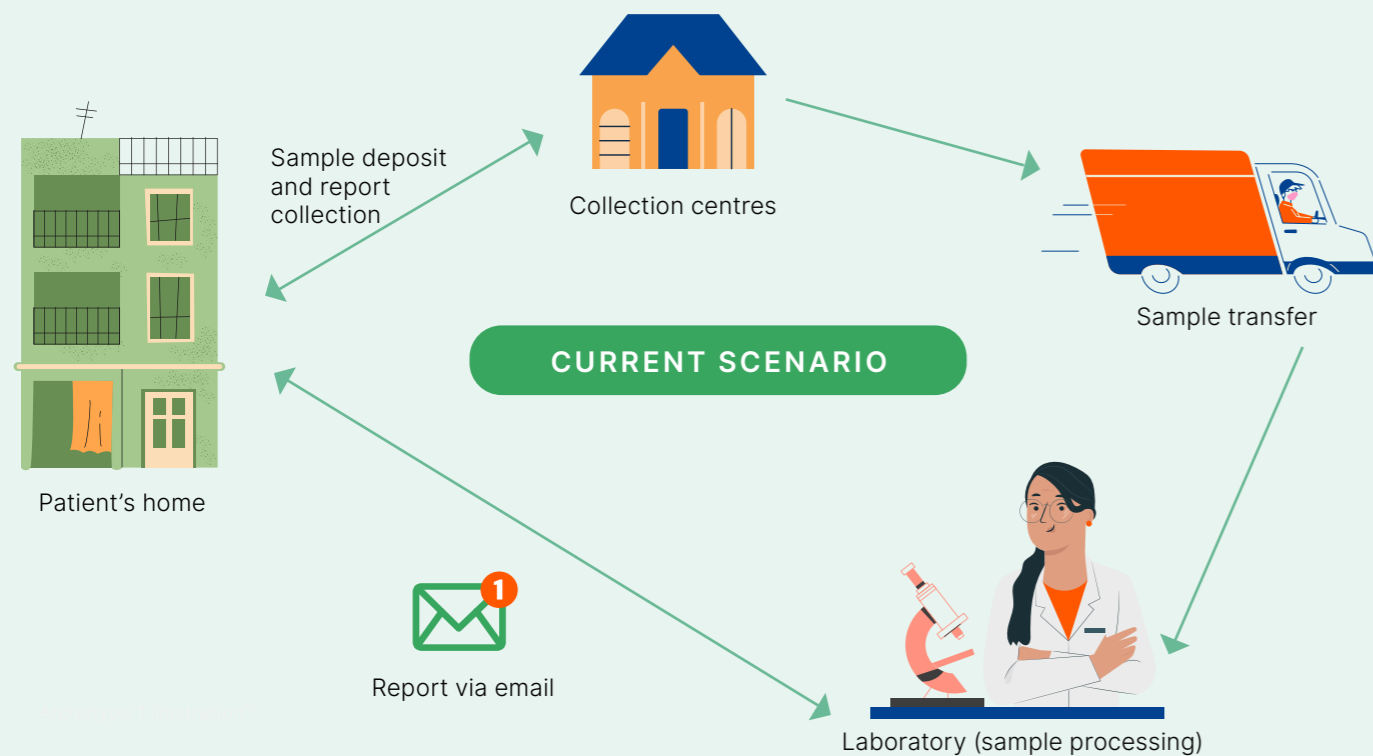 Sample deposit
and report
collection
Collection centres
Sample transfer
CURRENT SCENARIO
Patient’s home
1
Report via email
Laboratory (sample processing)